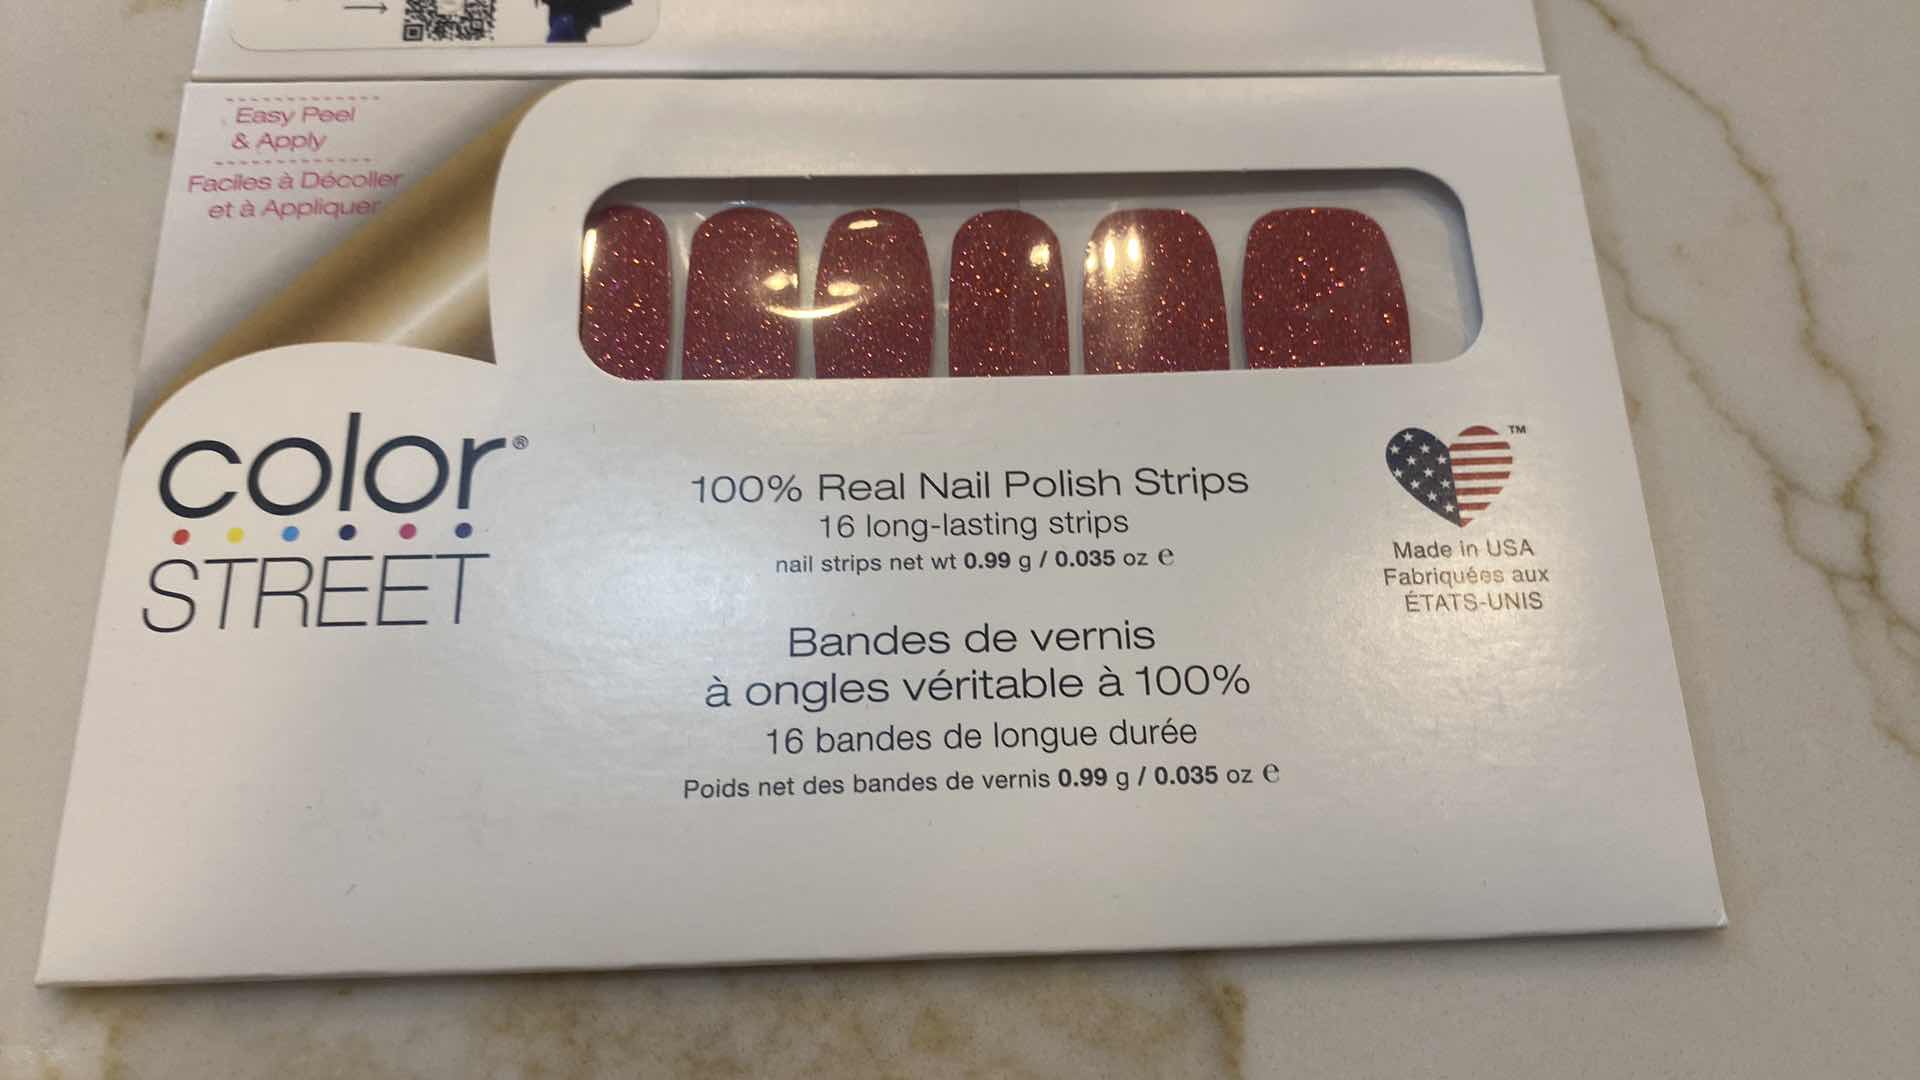 Easy Peel
& Apply
Faciles à Décoller
et à Appliquer
color®
STREET
100% Real Nail Polish Strips
16 long-lasting strips
nail strips net wt 0.99 g / 0.035 oz ℮
Bandes de vernis
à ongles véritable à 100%
16 bandes de longue durée
Poids net des bandes de vernis 0.99 g / 0.035 oz ℮
TM
Made in USA
Fabriquées aux
ÉTATS-UNIS